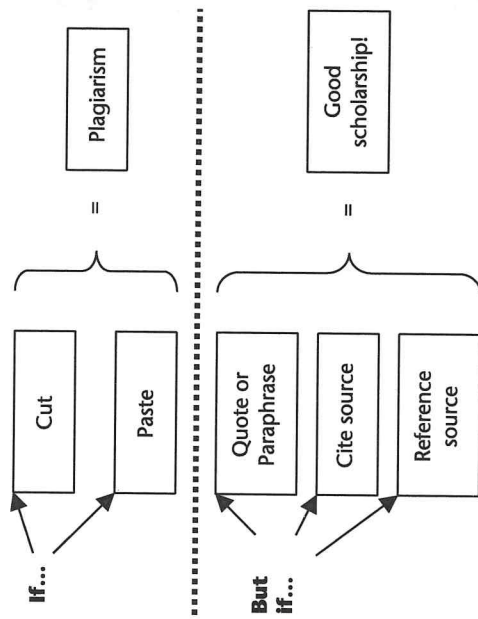 If...
Cut
Paste
=
Plagiarism
But
if...
Quote or
Paraphrase
Cite source
Reference
source
=
Good
scholarship!